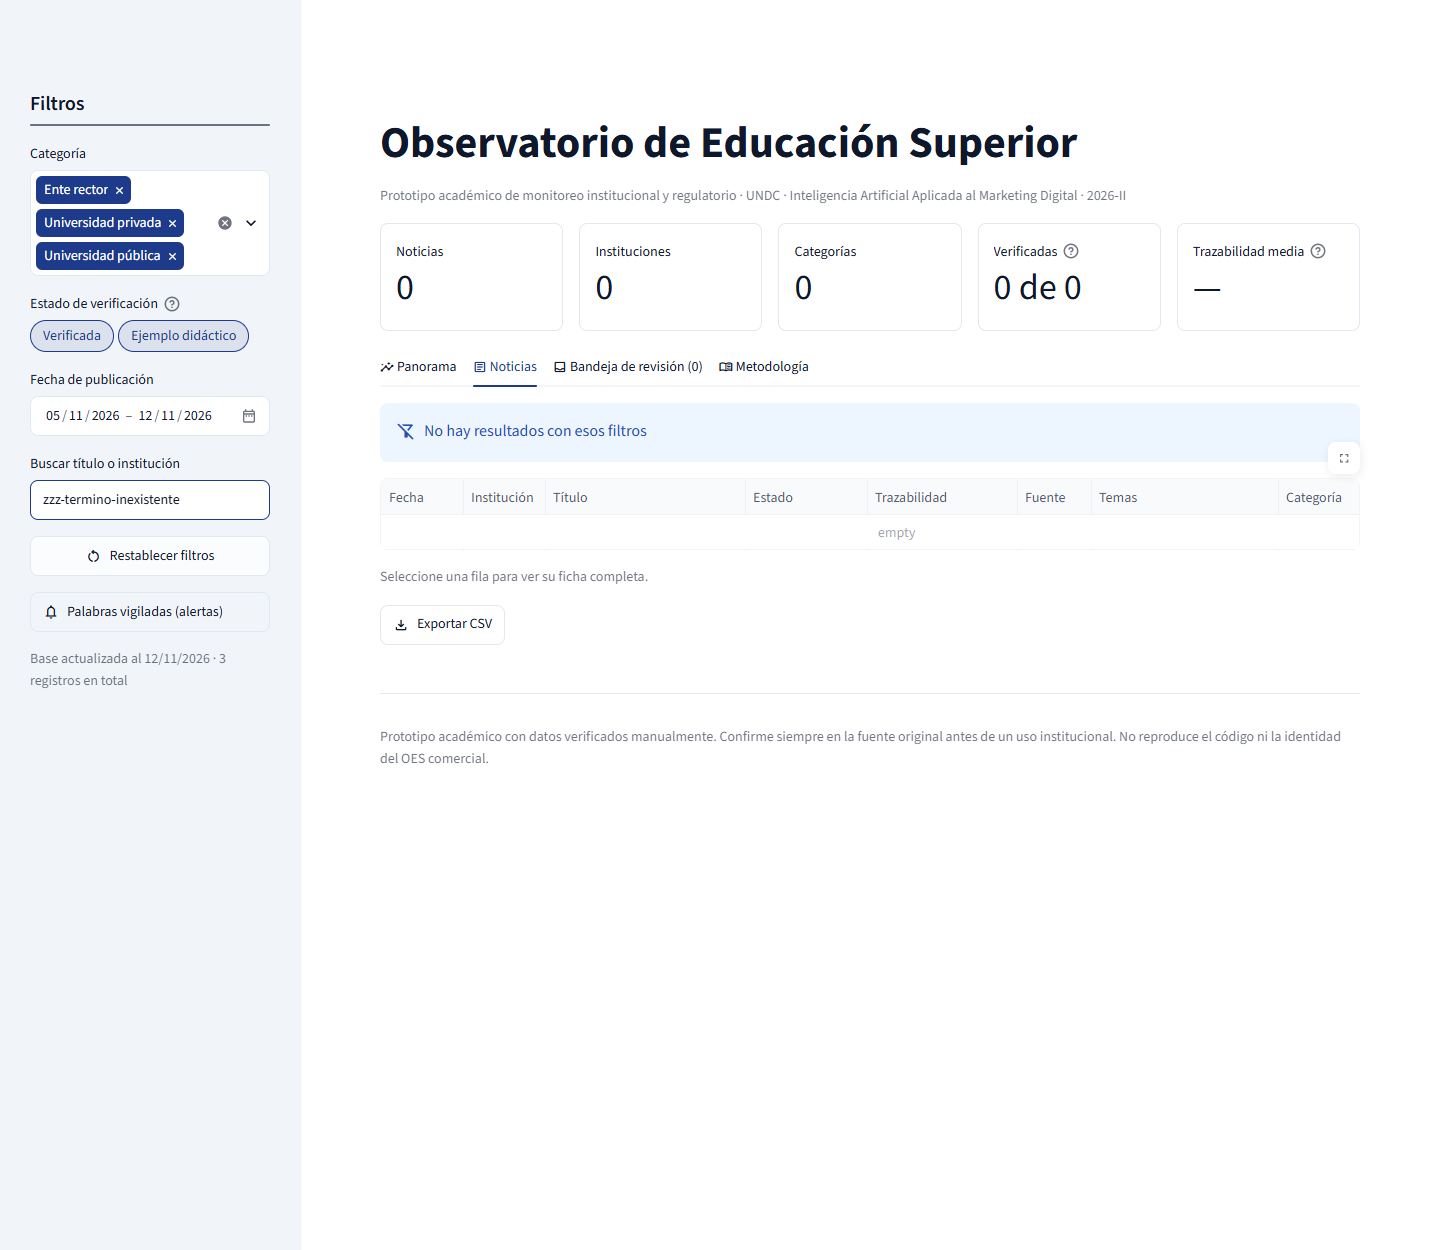 Filtros
Categoría
Ente rector
Universidad privada
Universidad pública
Estado de verificación
Verificada
Ejemplo didáctico
Fecha de publicación
05 / 11 / 2026 – 12 / 11 / 2026
Buscar título o institución
zzz-termino-inexistente
Restablecer filtros
Palabras vigiladas (alertas)
Base actualizada al 12/11/2026 · 3
registros en total
Observatorio de Educación Superior
Prototipo académico de monitoreo institucional y regulatorio · UNDC · Inteligencia Artificial Aplicada al Marketing Digital · 2026-II
Noticias
0
Instituciones
0
Categorías
0
Verificadas
0 de 0
Trazabilidad media
—
Panorama Noticias Bandeja de revisión (0) Metodología
No hay resultados con esos filtros
Fecha Institución Título Estado Trazabilidad Fuente Temas Categoría
empty
Seleccione una fila para ver su ficha completa.
Exportar CSV
Prototipo académico con datos verificados manualmente. Confirme siempre en la fuente original antes de un uso institucional. No reproduce el código ni la identidad
del OES comercial.